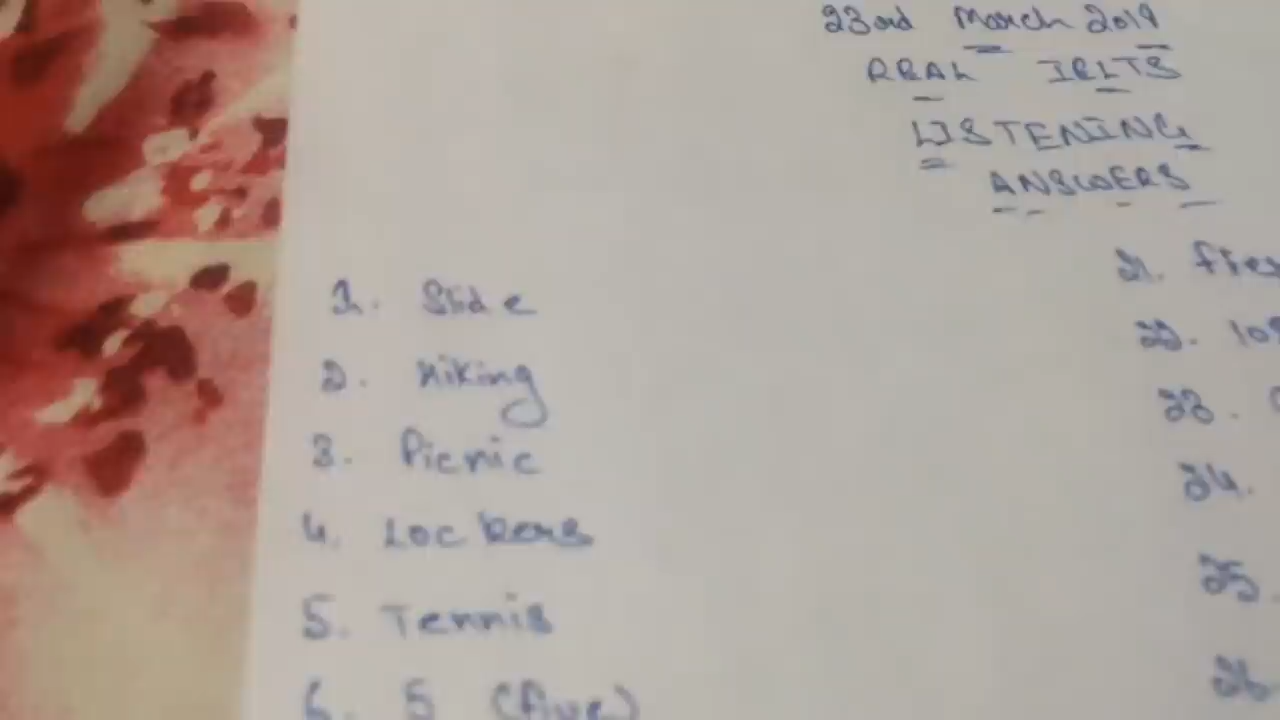 23rd March 2019
REAL IELTS
LISTENING
ANSWERS
1. Slide
2. Hiking
3. Picnic
4. Lockers
5. Tennis
6. 5 (five)
21.
22.
23.
24.
25.
26.